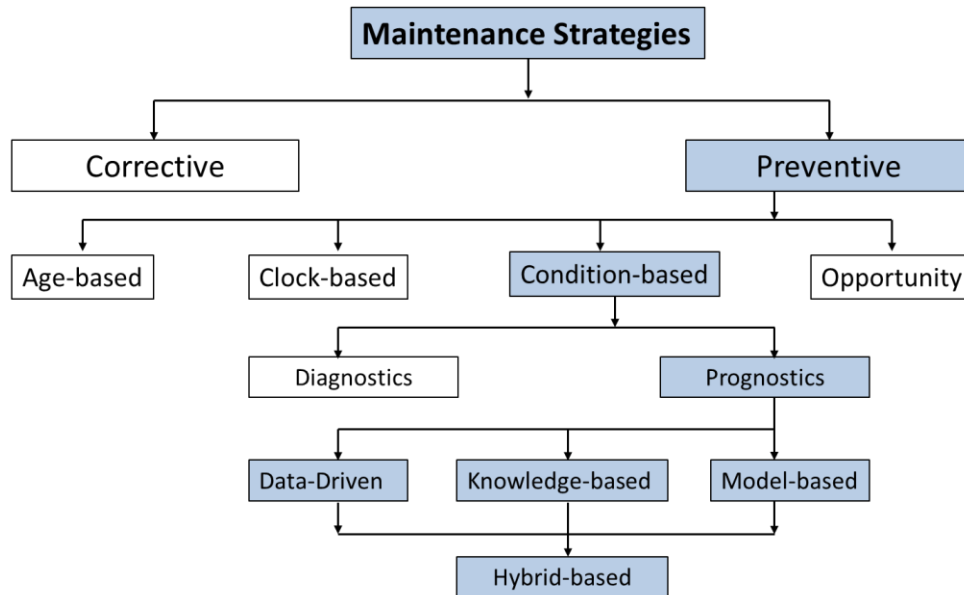 Maintenance Strategies
Corrective
Preventive
Age-based
Clock-based
Condition-based
Opportunity
Diagnostics
Prognostics
Data-Driven
Knowledge-based
Model-based
Hybrid-based